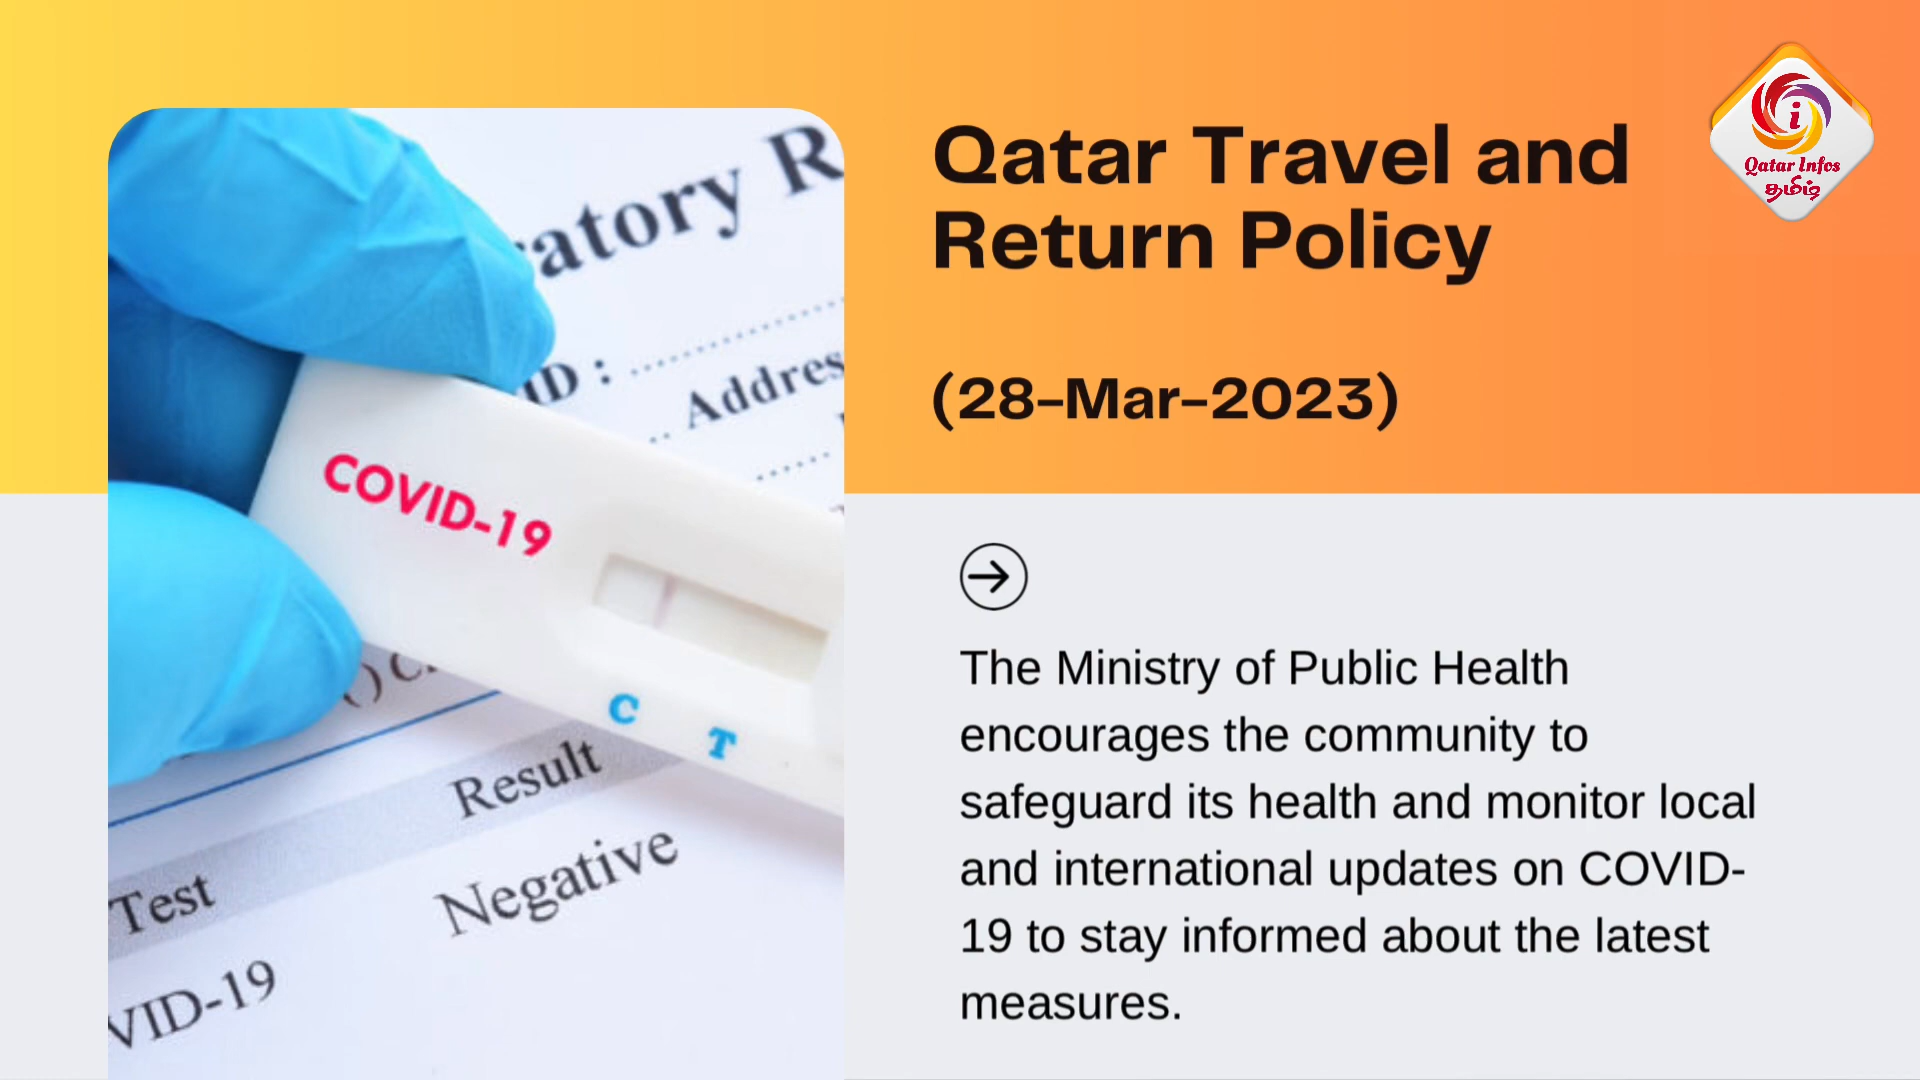 Qatar Travel and
Return Policy
(28-Mar-2023)
Qatar Infos
தமிழ்
The Ministry of Public Health
encourages the community to
safeguard its health and monitor local
and international updates on COVID-
19 to stay informed about the latest
measures.
ratory R
ID :
Addres
COVID-19
C T
() C
Result
Test
Negative
VID-19